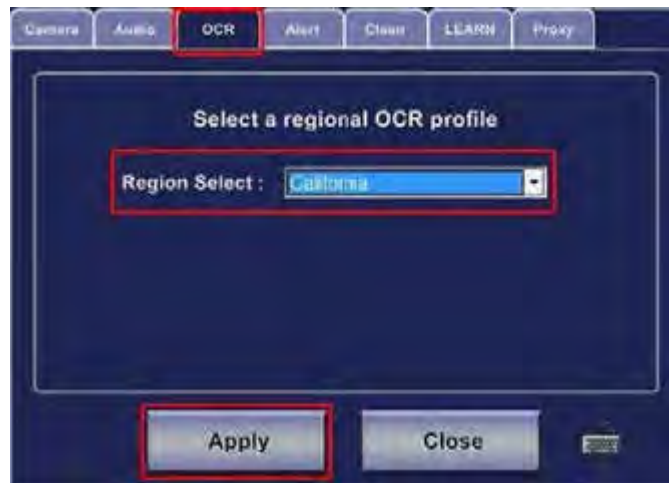 Camera Audio OCR Alert Clean LEARN Proxy
Select a regional OCR profile
Region Select : California
Apply Close